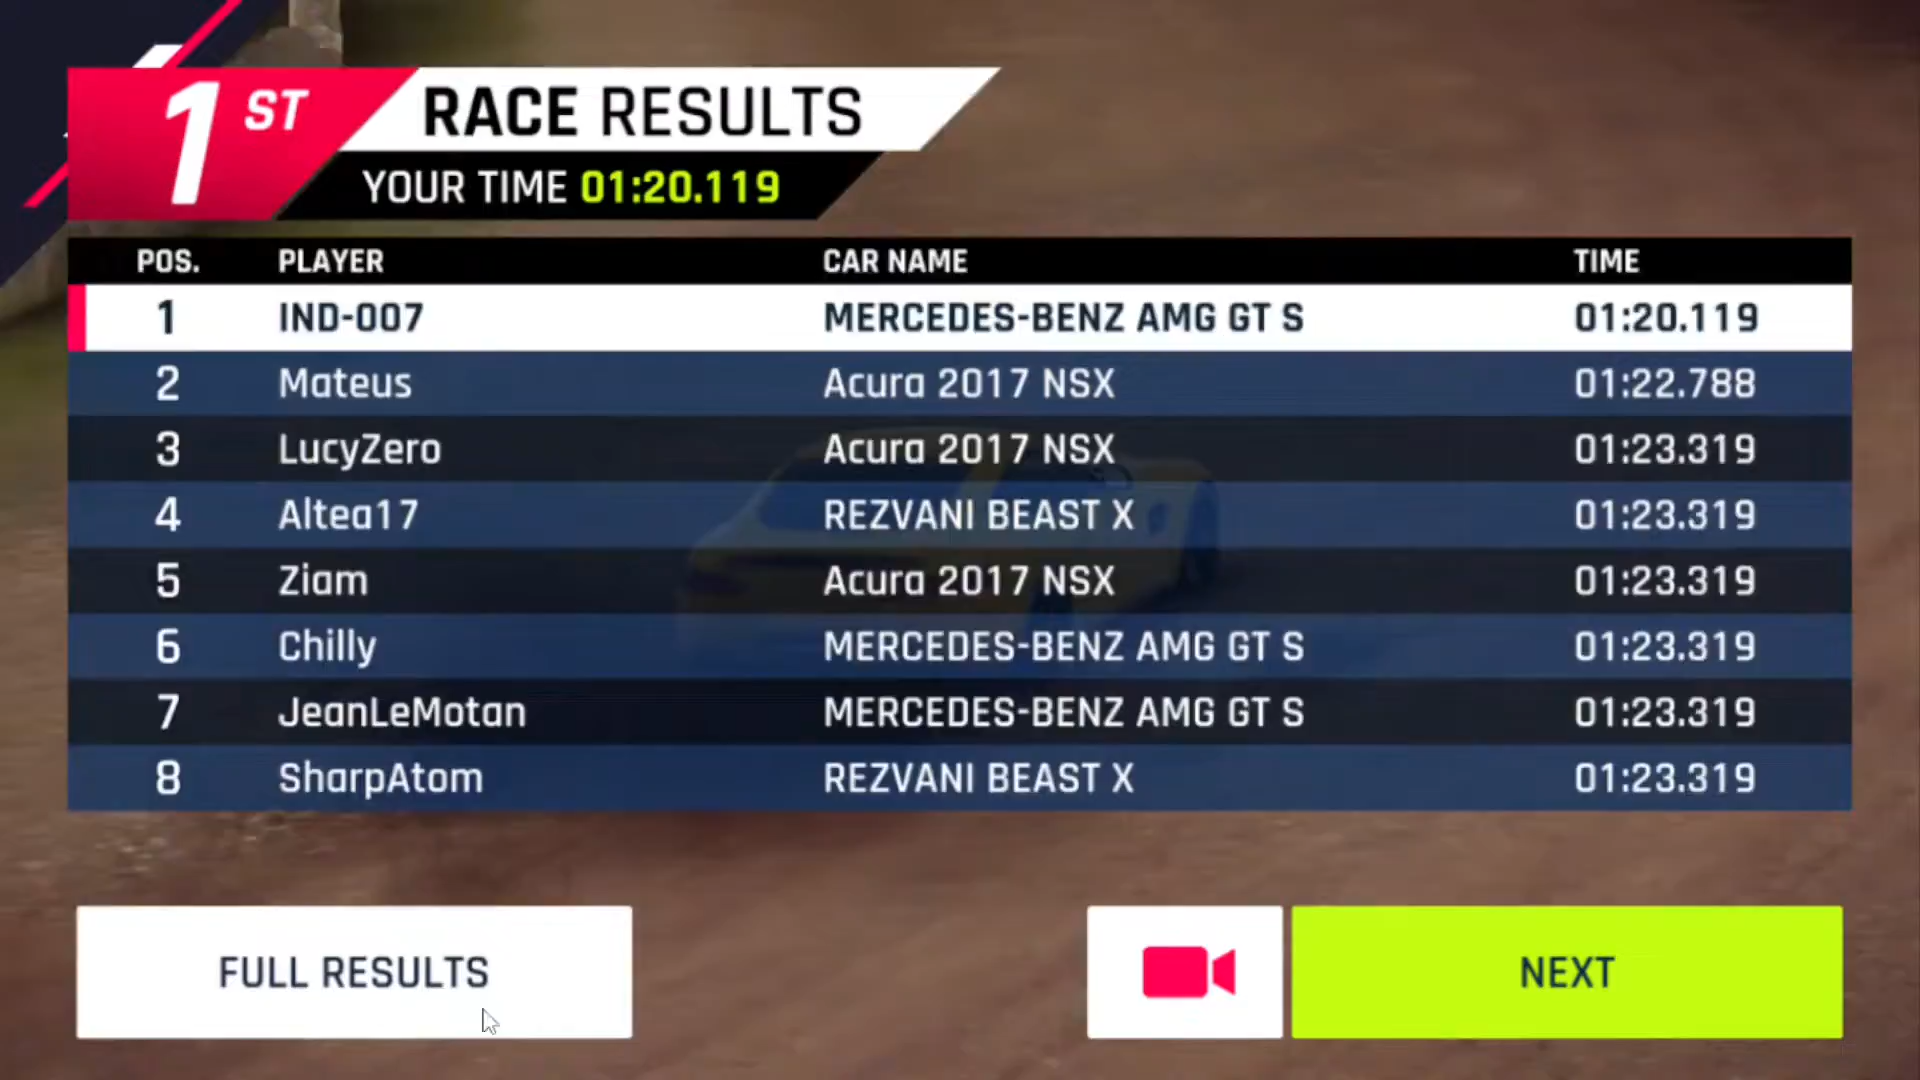 1 ST
RACE RESULTS
YOUR TIME 01:20.119
POS. PLAYER CAR NAME TIME
1 IND-007 MERCEDES-BENZ AMG GT S 01:20.119
2 Mateus Acura 2017 NSX 01:22.788
3 LucyZero Acura 2017 NSX 01:23.319
4 Altea17 REZVANI BEAST X 01:23.319
5 Ziam Acura 2017 NSX 01:23.319
6 Chilly MERCEDES-BENZ AMG GT S 01:23.319
7 JeanLeMotan MERCEDES-BENZ AMG GT S 01:23.319
8 SharpAtom REZVANI BEAST X 01:23.319
FULL RESULTS NEXT